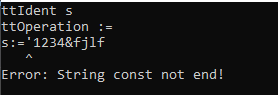 ttIdent s
ttOperation :=
s:='1234&fjlf
^
Error: String const not end!